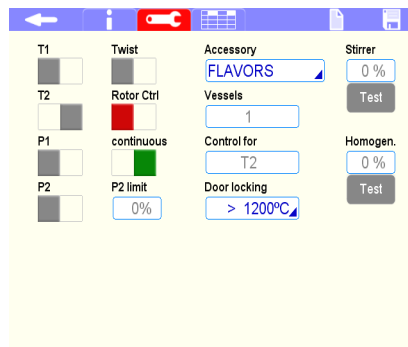 i
T1 Twist Accessory Stirrer
FLAVORS 0 %
T2 Rotor Ctrl Vessels Test
1
P1 continuous Control for Homogen.
T2 0 %
P2 P2 limit Door locking Test
0% > 1200ºC